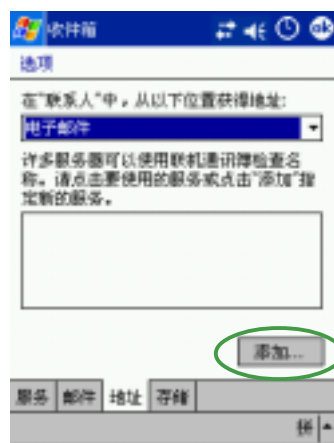 收件箱
ok
选项
在"联系人"中，从以下位置获得地址:
电子邮件
许多服务器可以使用联机通讯簿检查名
称。请点击要使用的服务或点击"添加"指
定新的服务。
添加...
服务 邮件 地址 存储
拼